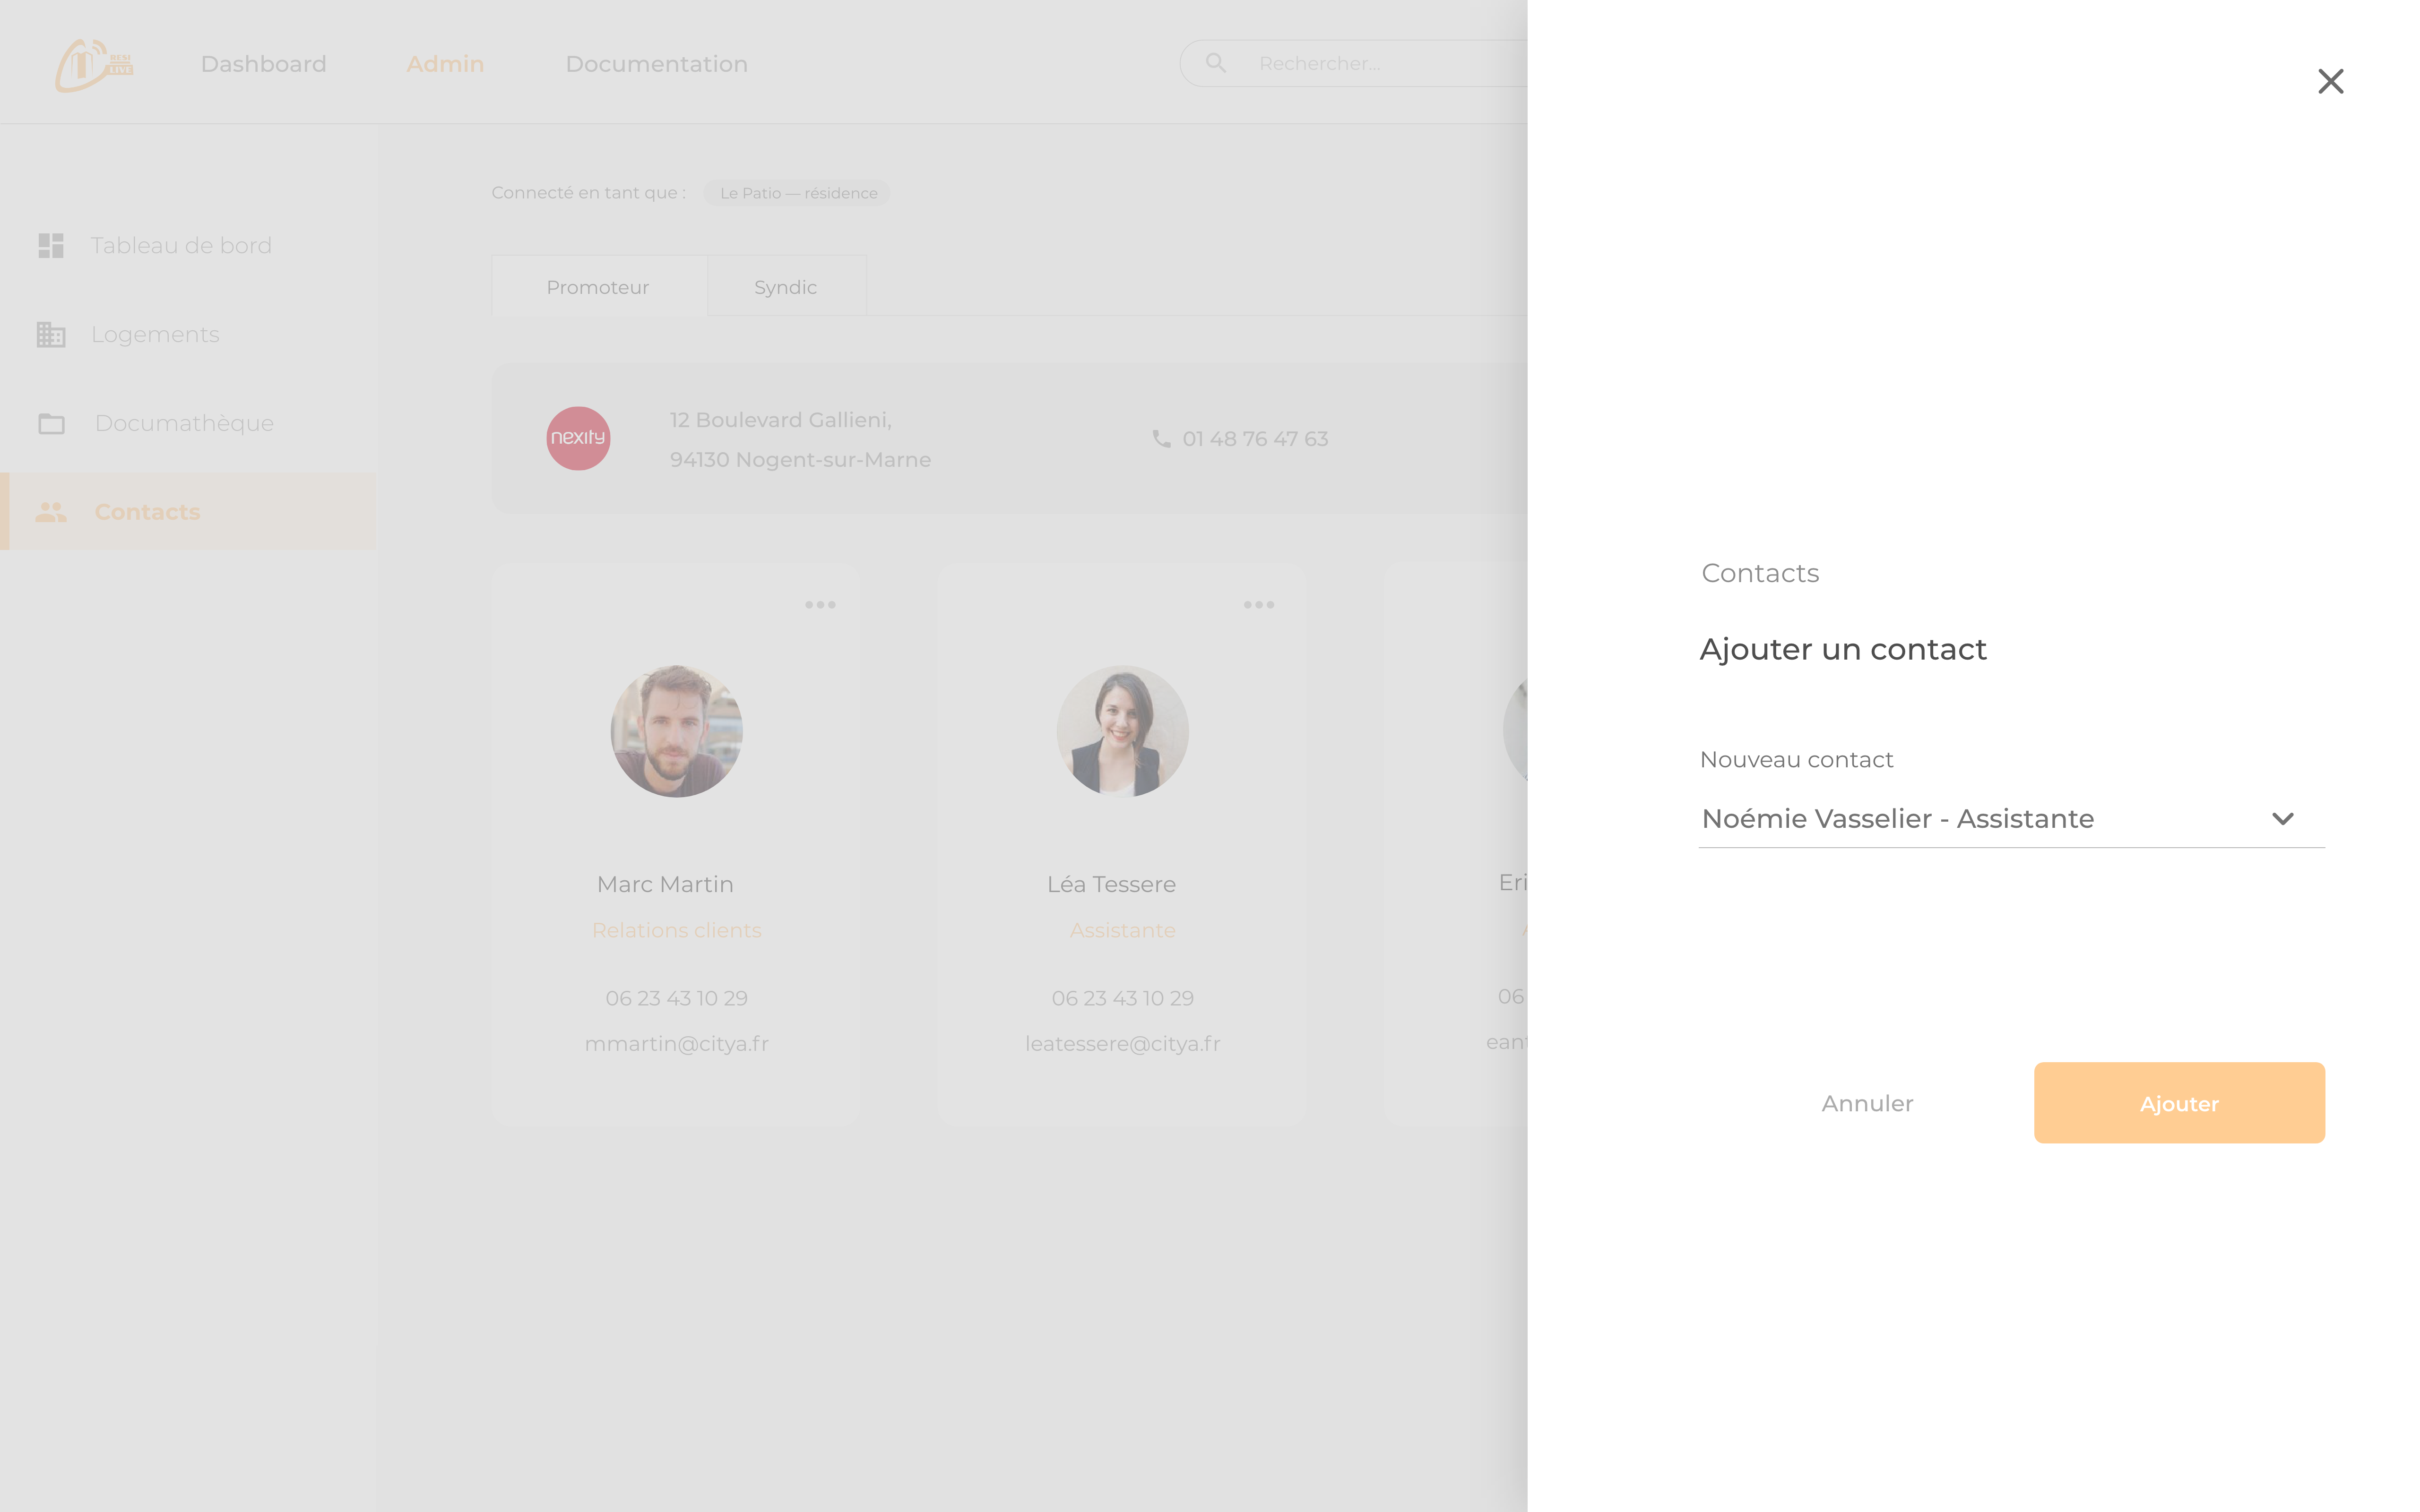 RESI
LIVE
Dashboard
Admin
Documentation
Rechercher...
Connecté en tant que :
Le Patio — résidence
Tableau de bord
Logements
Documathèque
Contacts
Promoteur
Syndic
nexity
12 Boulevard Gallieni,
94130 Nogent-sur-Marne
01 48 76 47 63
Marc Martin
Relations clients
06 23 43 10 29
mmartin@citya.fr
Léa Tessere
Assistante
06 23 43 10 29
leatessere@citya.fr
Eri
06
eant
Contacts
Ajouter un contact
Nouveau contact
Noémie Vasselier - Assistante
Annuler
Ajouter